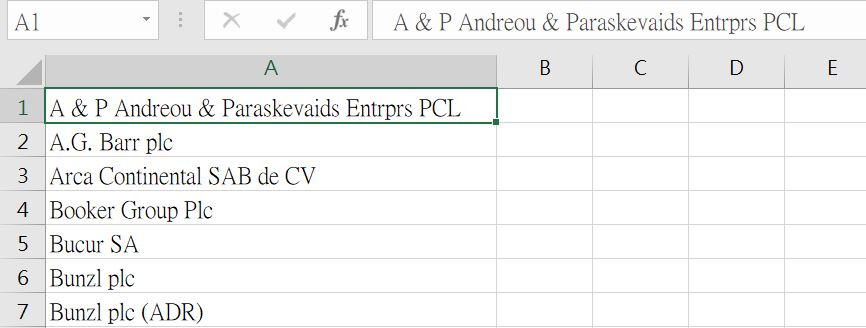 A1 fx A & P Andreou & Paraskevaids Entrprs PCL
A B C D E
1 A & P Andreou & Paraskevaids Entrprs PCL
2 A.G. Barr plc
3 Arca Continental SAB de CV
4 Booker Group Plc
5 Bucur SA
6 Bunzl plc
7 Bunzl plc (ADR)